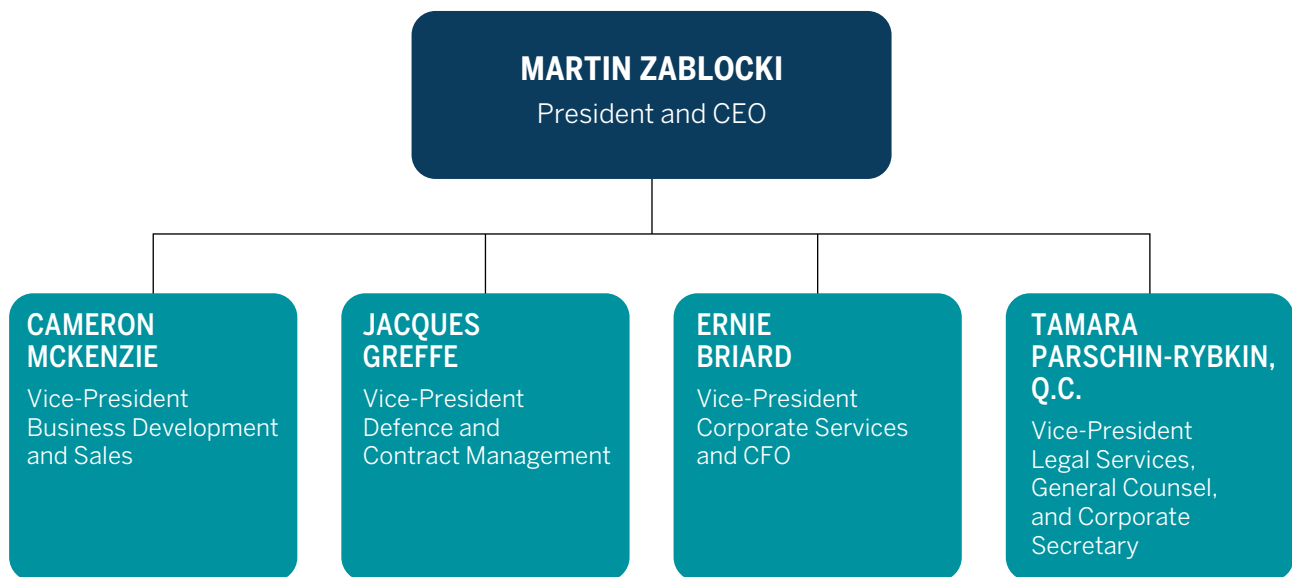 MARTIN ZABLOCKI
President and CEO
CAMERON
MCKENZIE
Vice-President
Business Development
and Sales
JACQUES
GREFFE
Vice-President
Defence and
Contract Management
ERNIE
BRIARD
Vice-President
Corporate Services
and CFO
TAMARA
PARSCHIN-RYBKIN,
Q.C.
Vice-President
Legal Services,
General Counsel,
and Corporate
Secretary